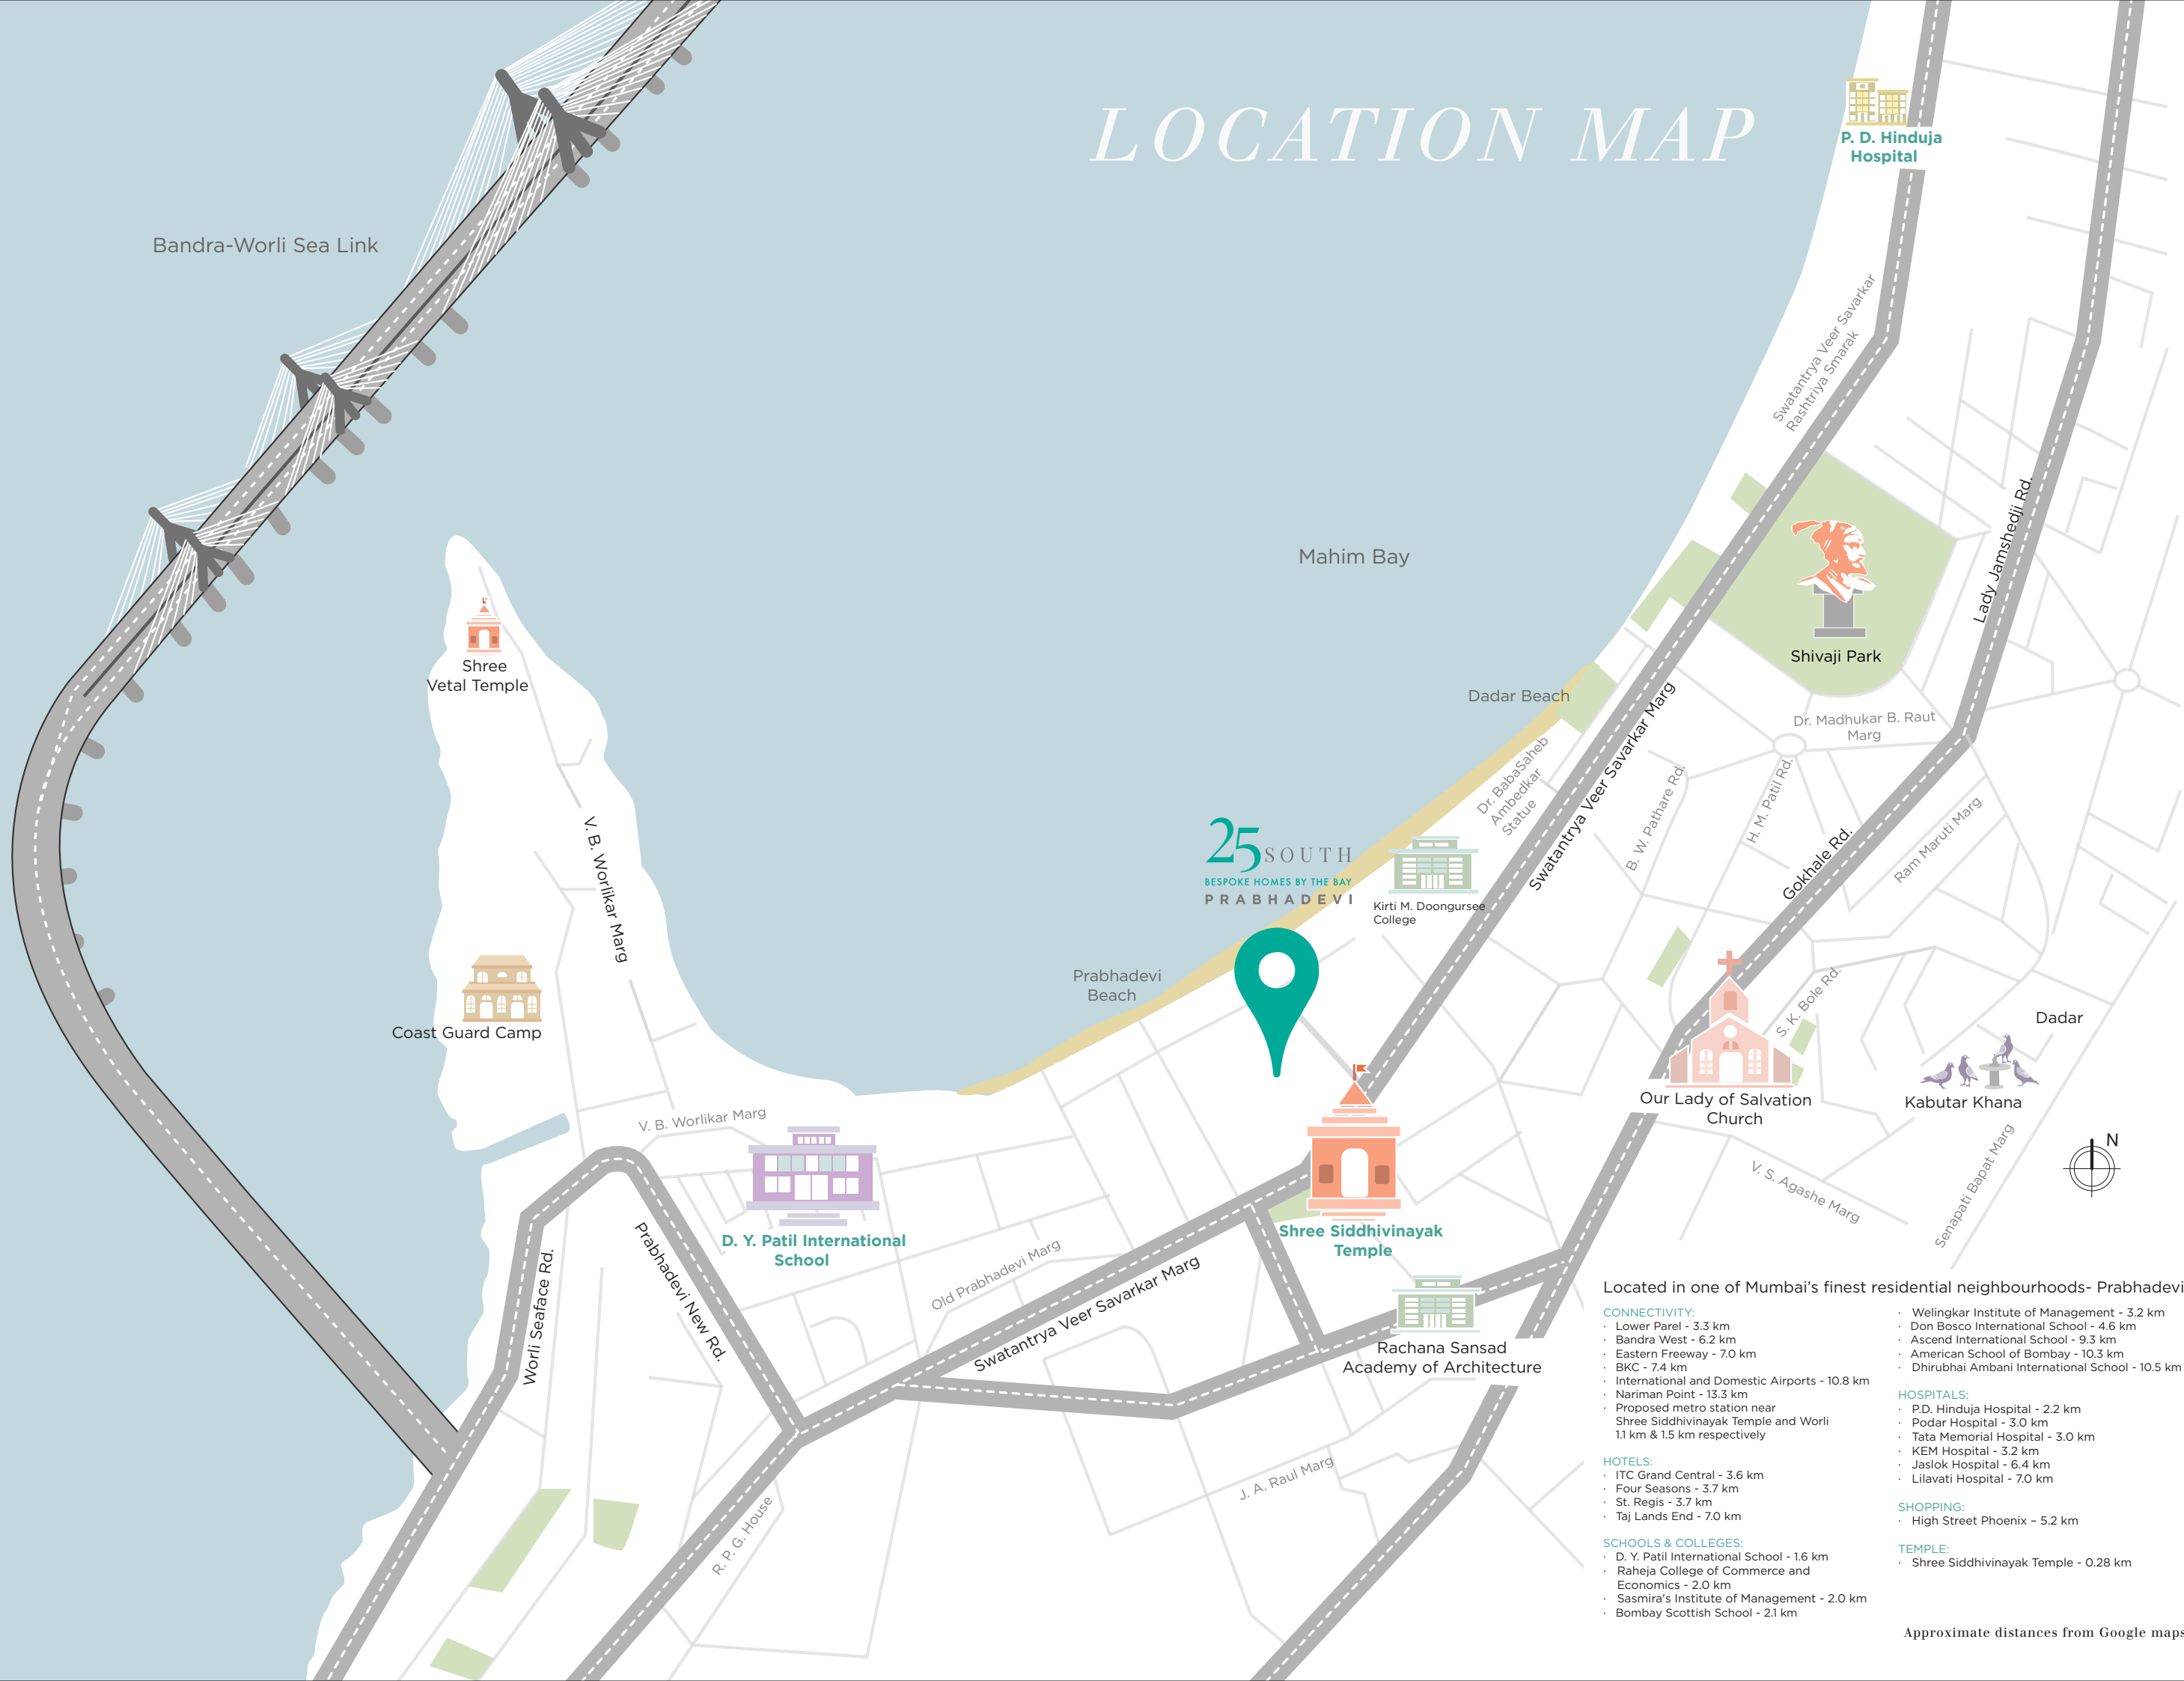 LOCATION MAP
P. D. Hinduja
Hospital
Bandra-Worli Sea Link
Swatantrya Veer Savarkar
Rashtriya Smarak
Mahim Bay
Lady Jamshedji Rd.
Shree
Vetal Temple
Shivaji Park
Dadar Beach
Dr. Madhukar B. Raut
Marg
Dr. BabaSaheb
Ambedkar
Statue
Swatantrya Veer Savarkar Marg
B. W. Pathare Rd.
H. M. Patil Rd.
Gokhale Rd.
Ram Maruti Marg
V. B. Worlikar Marg
25 SOUTH
BESPOKE HOMES BY THE BAY
PRABHADEVI
Kirti M. Doongursee
College
Prabhadevi
Beach
S. K. Bole Rd.
Dadar
Coast Guard Camp
Our Lady of Salvation
Church
Kabutar Khana
V. B. Worlikar Marg
N
V. S. Agashe Marg
Senapati Bapat Marg
D. Y. Patil International
School
Shree Siddhivinayak
Temple
Old Prabhadevi Marg
Worli Seaface Rd.
Prabhadevi New Rd.
Swatantrya Veer Savarkar Marg
Rachana Sansad
Academy of Architecture
J. A. Raul Marg
R. P. G. House
Located in one of Mumbai's finest residential neighbourhoods- Prabhadevi
CONNECTIVITY:
· Lower Parel - 3.3 km
· Bandra West - 6.2 km
· Eastern Freeway - 7.0 km
· BKC - 7.4 km
· International and Domestic Airports - 10.8 km
· Nariman Point - 13.3 km
· Proposed metro station near
Shree Siddhivinayak Temple and Worli
1.1 km & 1.5 km respectively
HOTELS:
· ITC Grand Central - 3.6 km
· Four Seasons - 3.7 km
· St. Regis - 3.7 km
· Taj Lands End - 7.0 km
SCHOOLS & COLLEGES:
· D. Y. Patil International School - 1.6 km
· Raheja College of Commerce and
Economics - 2.0 km
· Sasmira's Institute of Management - 2.0 km
· Bombay Scottish School - 2.1 km
· Welingkar Institute of Management - 3.2 km
· Don Bosco International School - 4.6 km
· Ascend International School - 9.3 km
· American School of Bombay - 10.3 km
· Dhirubhai Ambani International School - 10.5 km
HOSPITALS:
· P.D. Hinduja Hospital - 2.2 km
· Podar Hospital - 3.0 km
· Tata Memorial Hospital - 3.0 km
· KEM Hospital - 3.2 km
· Jaslok Hospital - 6.4 km
· Lilavati Hospital - 7.0 km
SHOPPING:
· High Street Phoenix – 5.2 km
TEMPLE:
· Shree Siddhivinayak Temple - 0.28 km
Approximate distances from Google maps